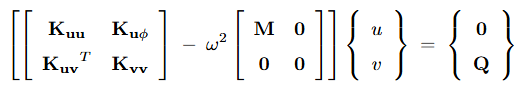 [[ [ K_uu K_uϕ ; K_uv^T K_vv ] − ω² [ M 0 ; 0 0 ] ]] { u ; v } = { 0 ; Q }